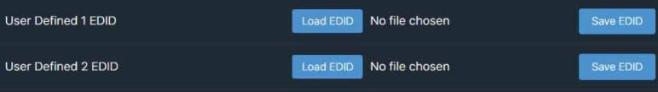 User Defined 1 EDID Load EDID No file chosen Save EDID
User Defined 2 EDID Load EDID No file chosen Save EDID